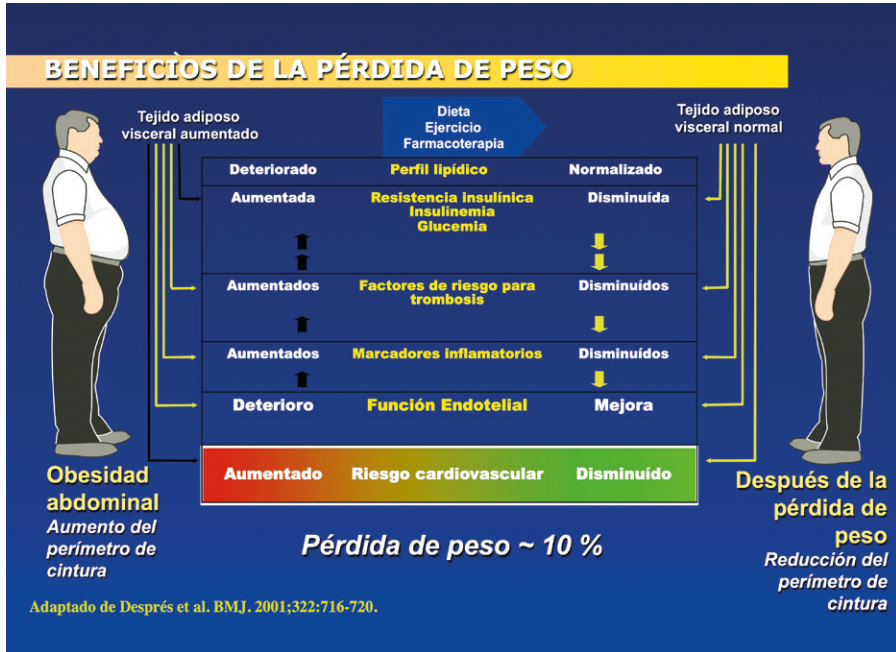 BENEFICÌOS DE LA PÉRDIDA DE PESO
Tejido adiposo
visceral aumentado
Dieta
Ejercicio
Farmacoterapia
Tejido adiposo
visceral normal
Deteriorado Perfil lipídico Normalizado
Aumentada Resistencia insulínica Disminuída
Insulinemia
Glucemia
Aumentados Factores de riesgo para Disminuídos
trombosis
Aumentados Marcadores inflamatorios Disminuídos
Deterioro Función Endotelial Mejora
Aumentado Riesgo cardiovascular Disminuído
Obesidad
abdominal
Aumento del
perímetro de
cintura
Pérdida de peso ~ 10 %
Después de la
pérdida de
peso
Reducción del
perímetro de
cintura
Adaptado de Després et al. BMJ. 2001;322:716-720.